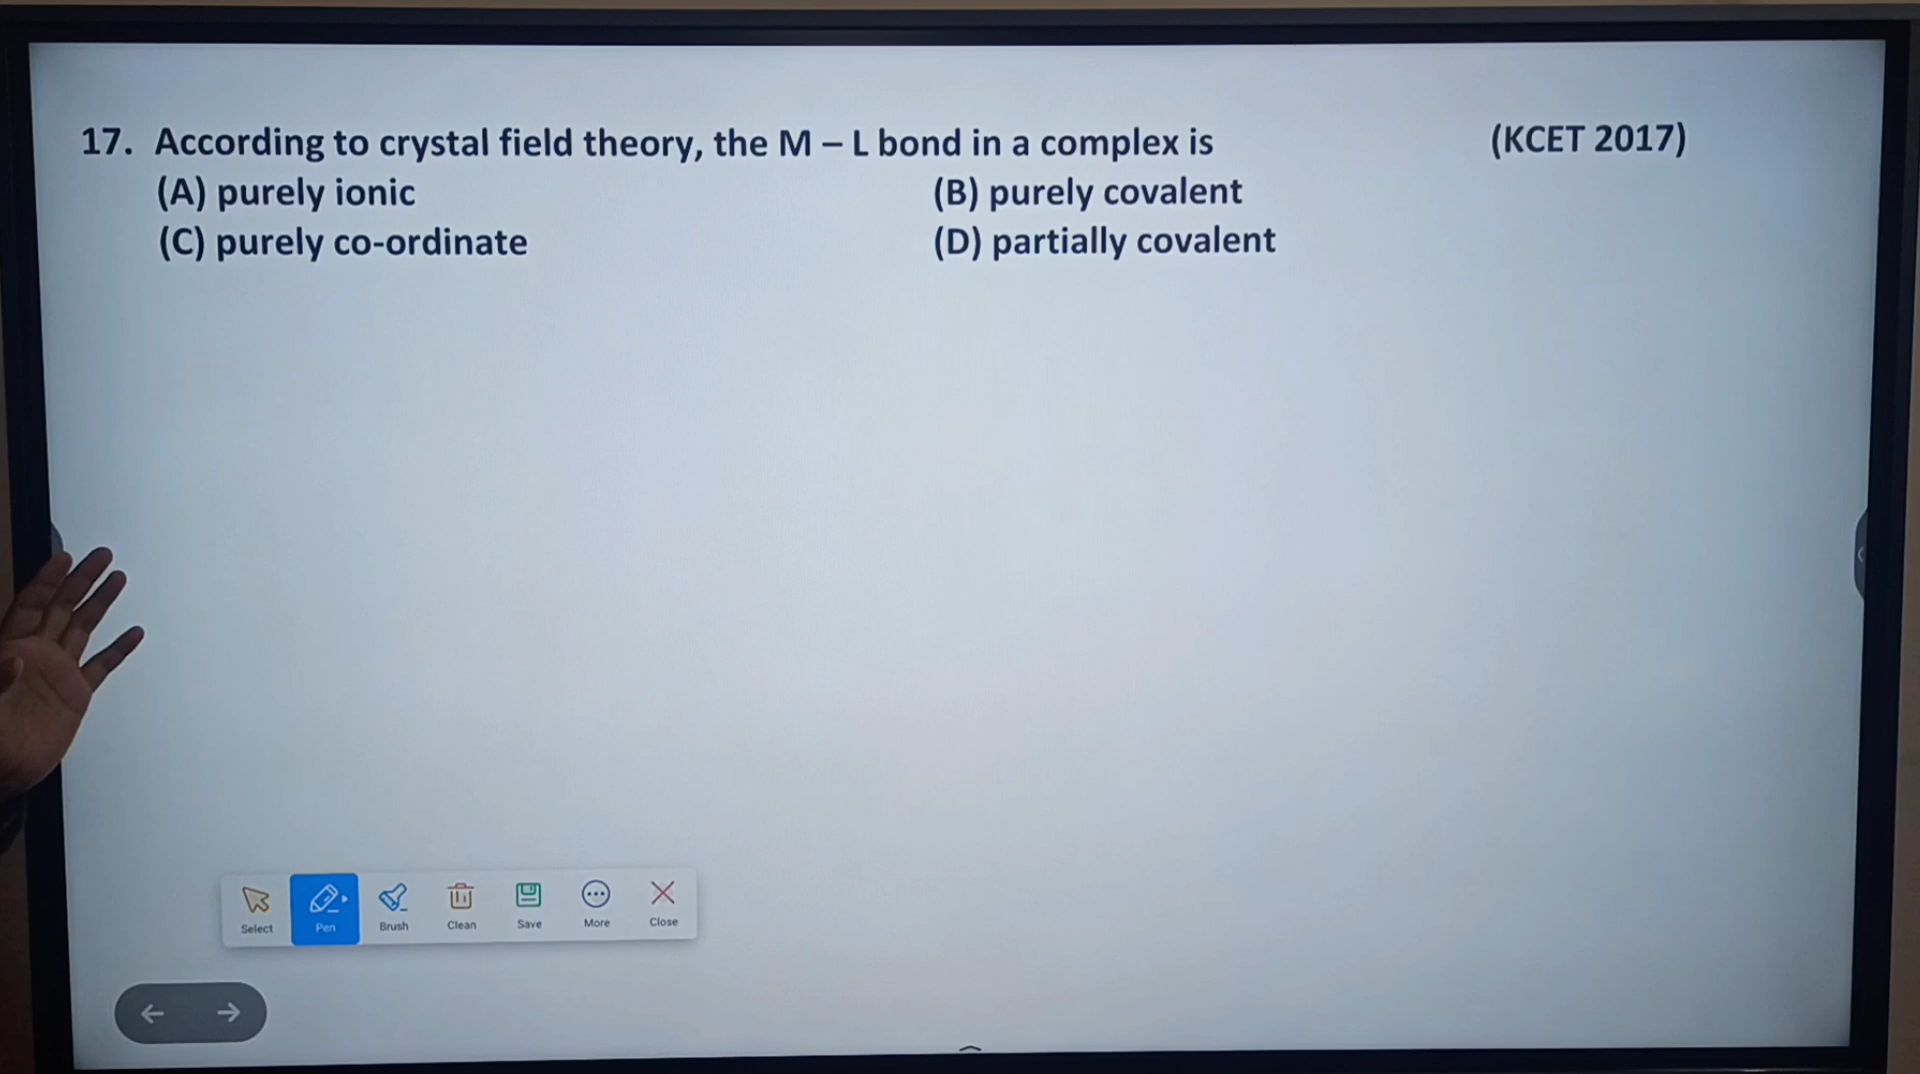 17. According to crystal field theory, the M – L bond in a complex is (KCET 2017)
(A) purely ionic (B) purely covalent
(C) purely co-ordinate (D) partially covalent
Select Pen Brush Clean Save More Close